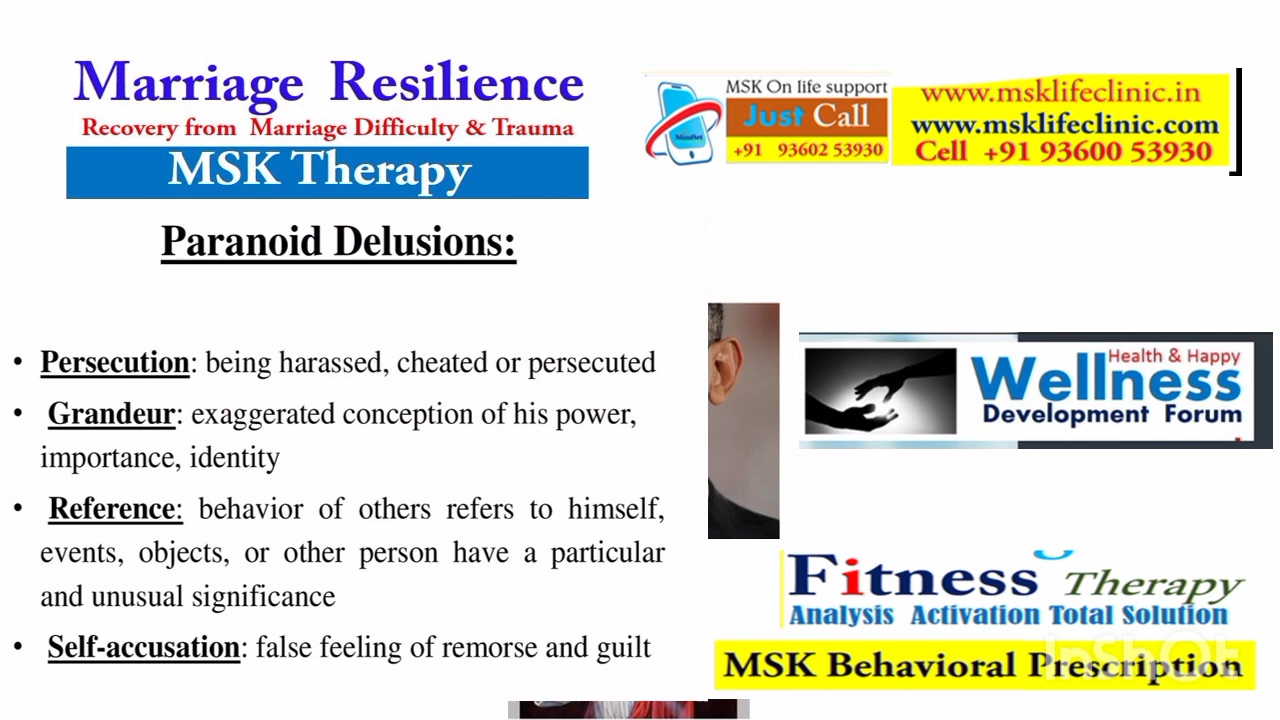 Marriage Resilience
Recovery from Marriage Difficulty & Trauma
MSK Therapy
MSK On life support
Just Call
+91 93602 53930
MindSet
www.msklifeclinic.in
www.msklifeclinic.com
Cell +91 93600 53930
Paranoid Delusions:
• Persecution: being harassed, cheated or persecuted
• Grandeur: exaggerated conception of his power,
importance, identity
• Reference: behavior of others refers to himself,
events, objects, or other person have a particular
and unusual significance
• Self-accusation: false feeling of remorse and guilt
Health & Happy
Wellness
Development Forum
Fitness Therapy
Analysis Activation Total Solution
MSK Behavioral Prescription
InShOt